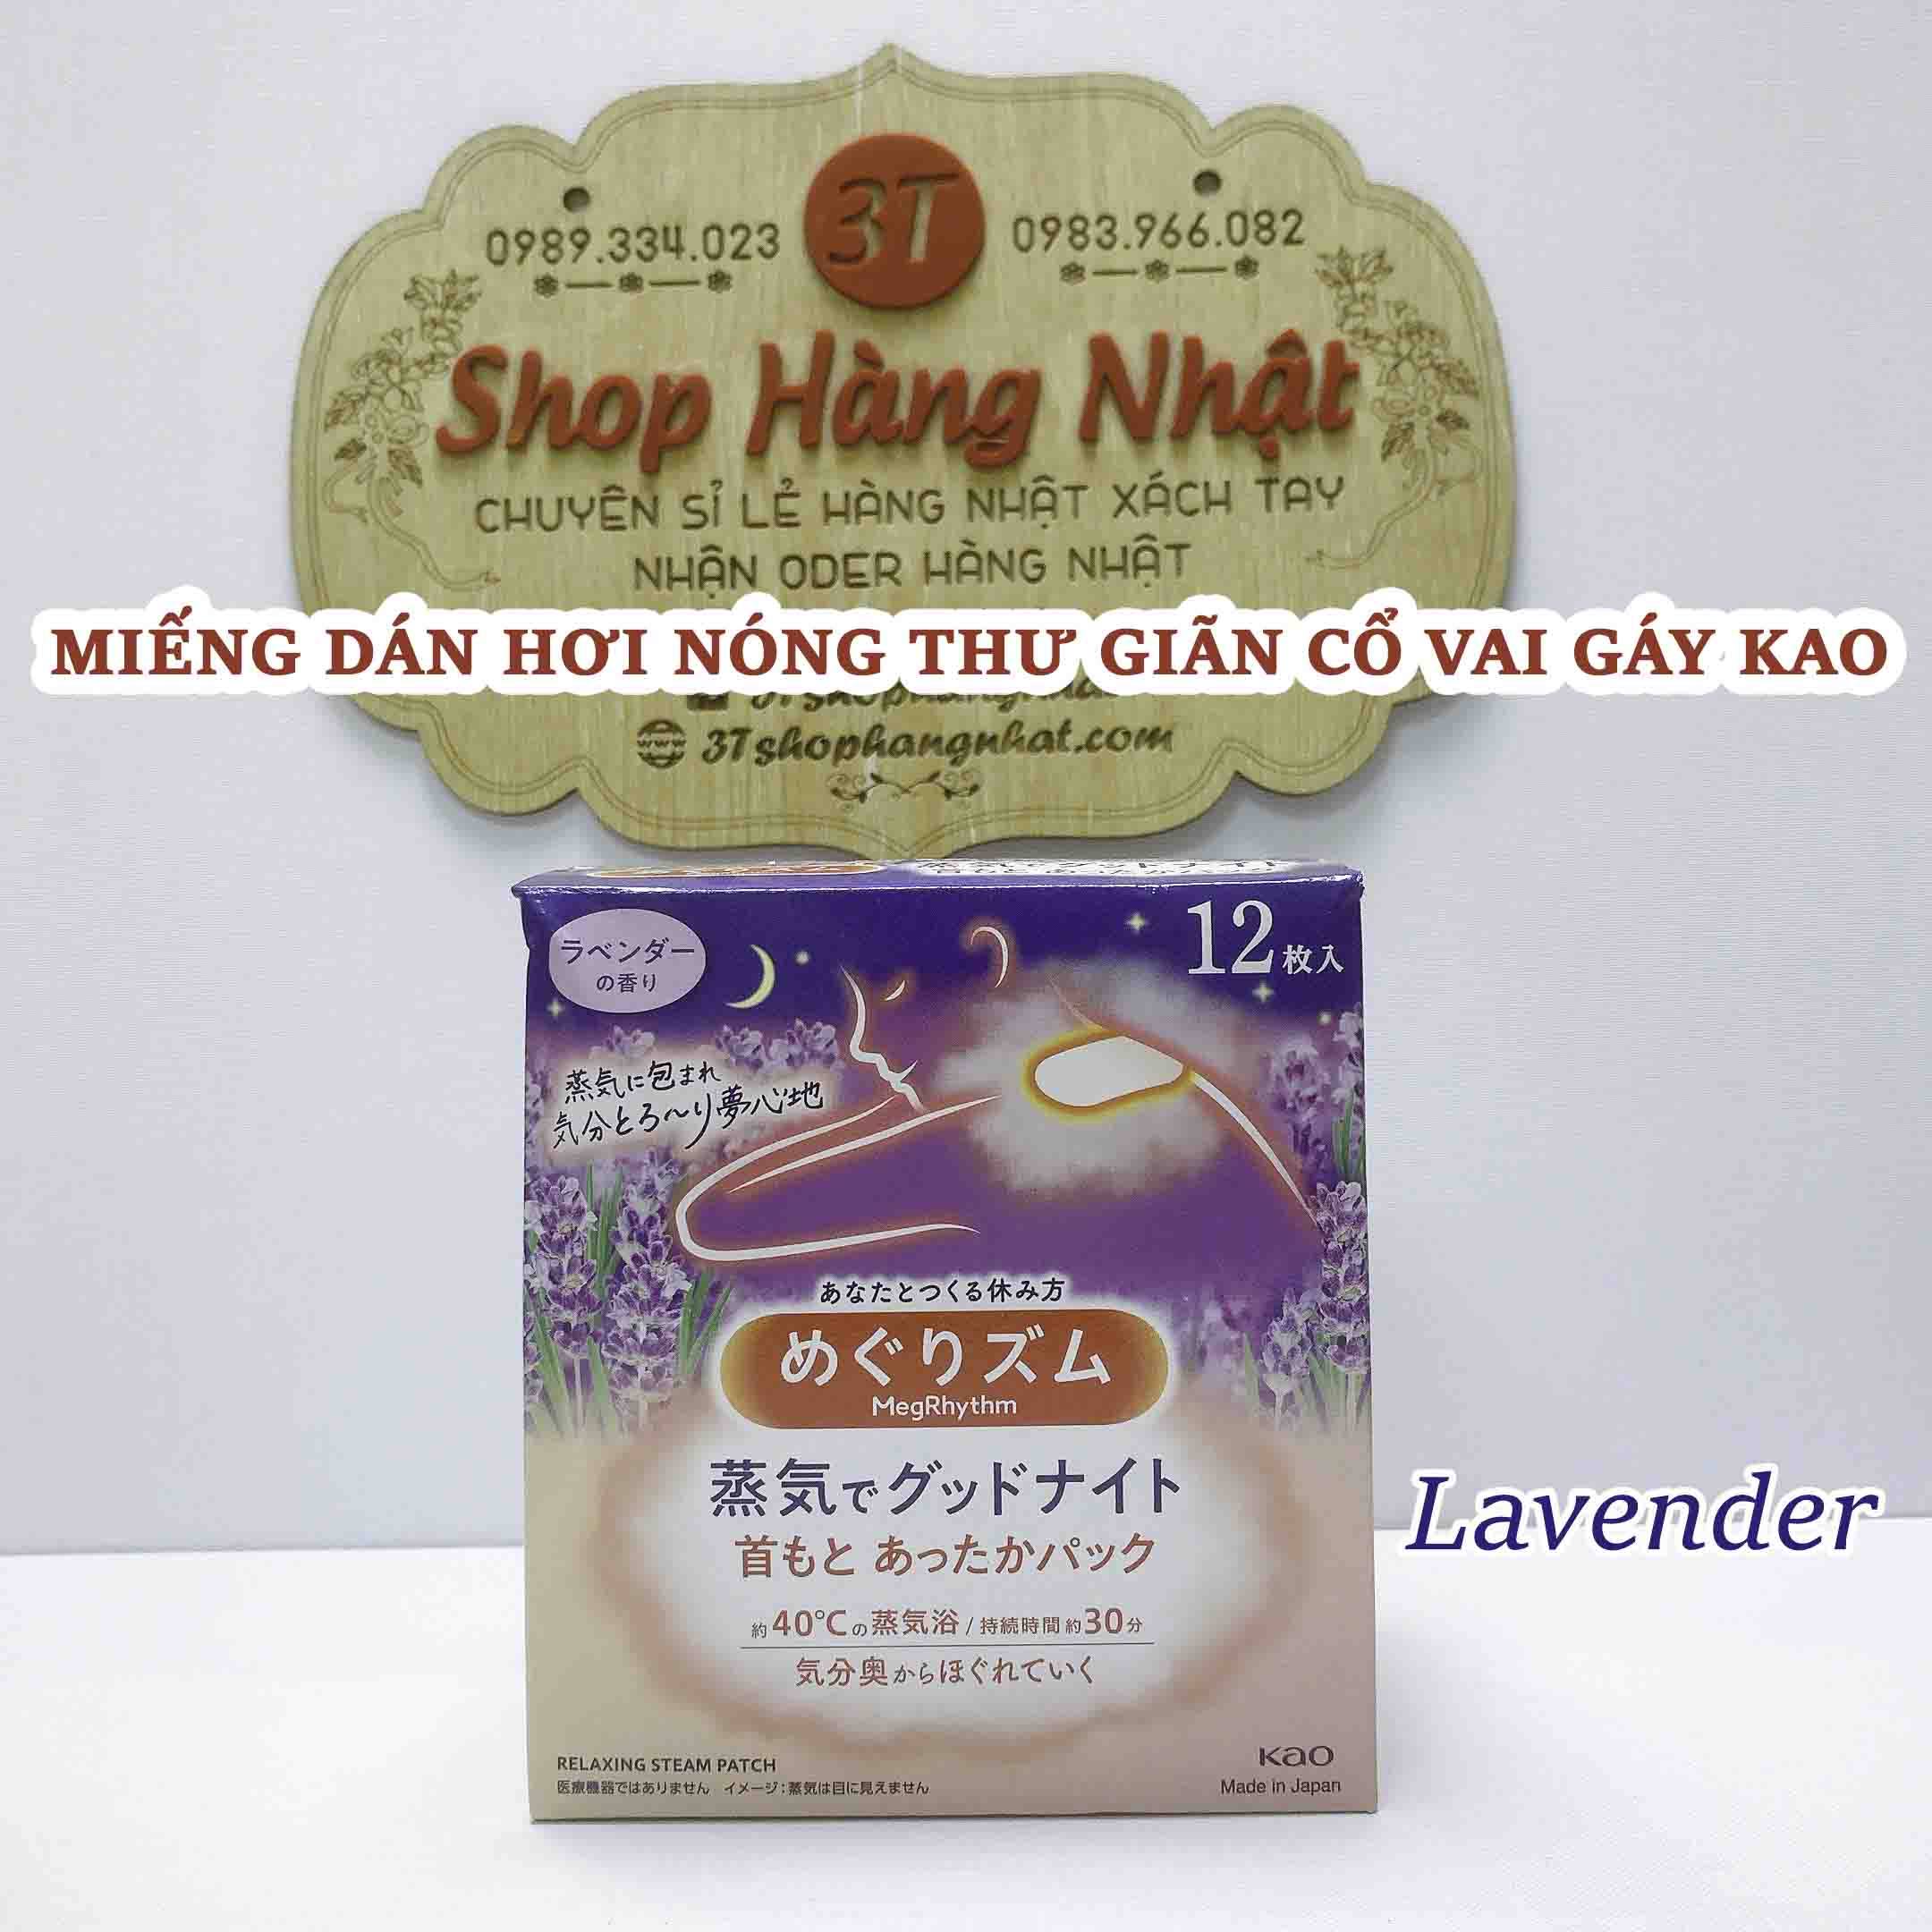 3T
0989.334.023
0983.966.082
Shop Hàng Nhật
CHUYÊN SỈ LẺ HÀNG NHẬT XÁCH TAY
NHẬN ODER HÀNG NHẬT
MIẾNG DÁN HƠI NÓNG THƯ GIÃN CỔ VAI GÁY KAO
www 3Tshophangnhat.com
ラベンダー
の香り
12枚入
蒸気に包まれ
気分とろ〜り夢心地
あなたとつくる休み方
めぐりズム
MegRhythm
蒸気でグッドナイト
首もと あったかパック
約40℃の蒸気浴/持続時間約30分
気分奥からほぐれていく
Lavender
RELAXING STEAM PATCH
医療機器ではありません イメージ:蒸気は目に見えません
Kao
Made in Japan